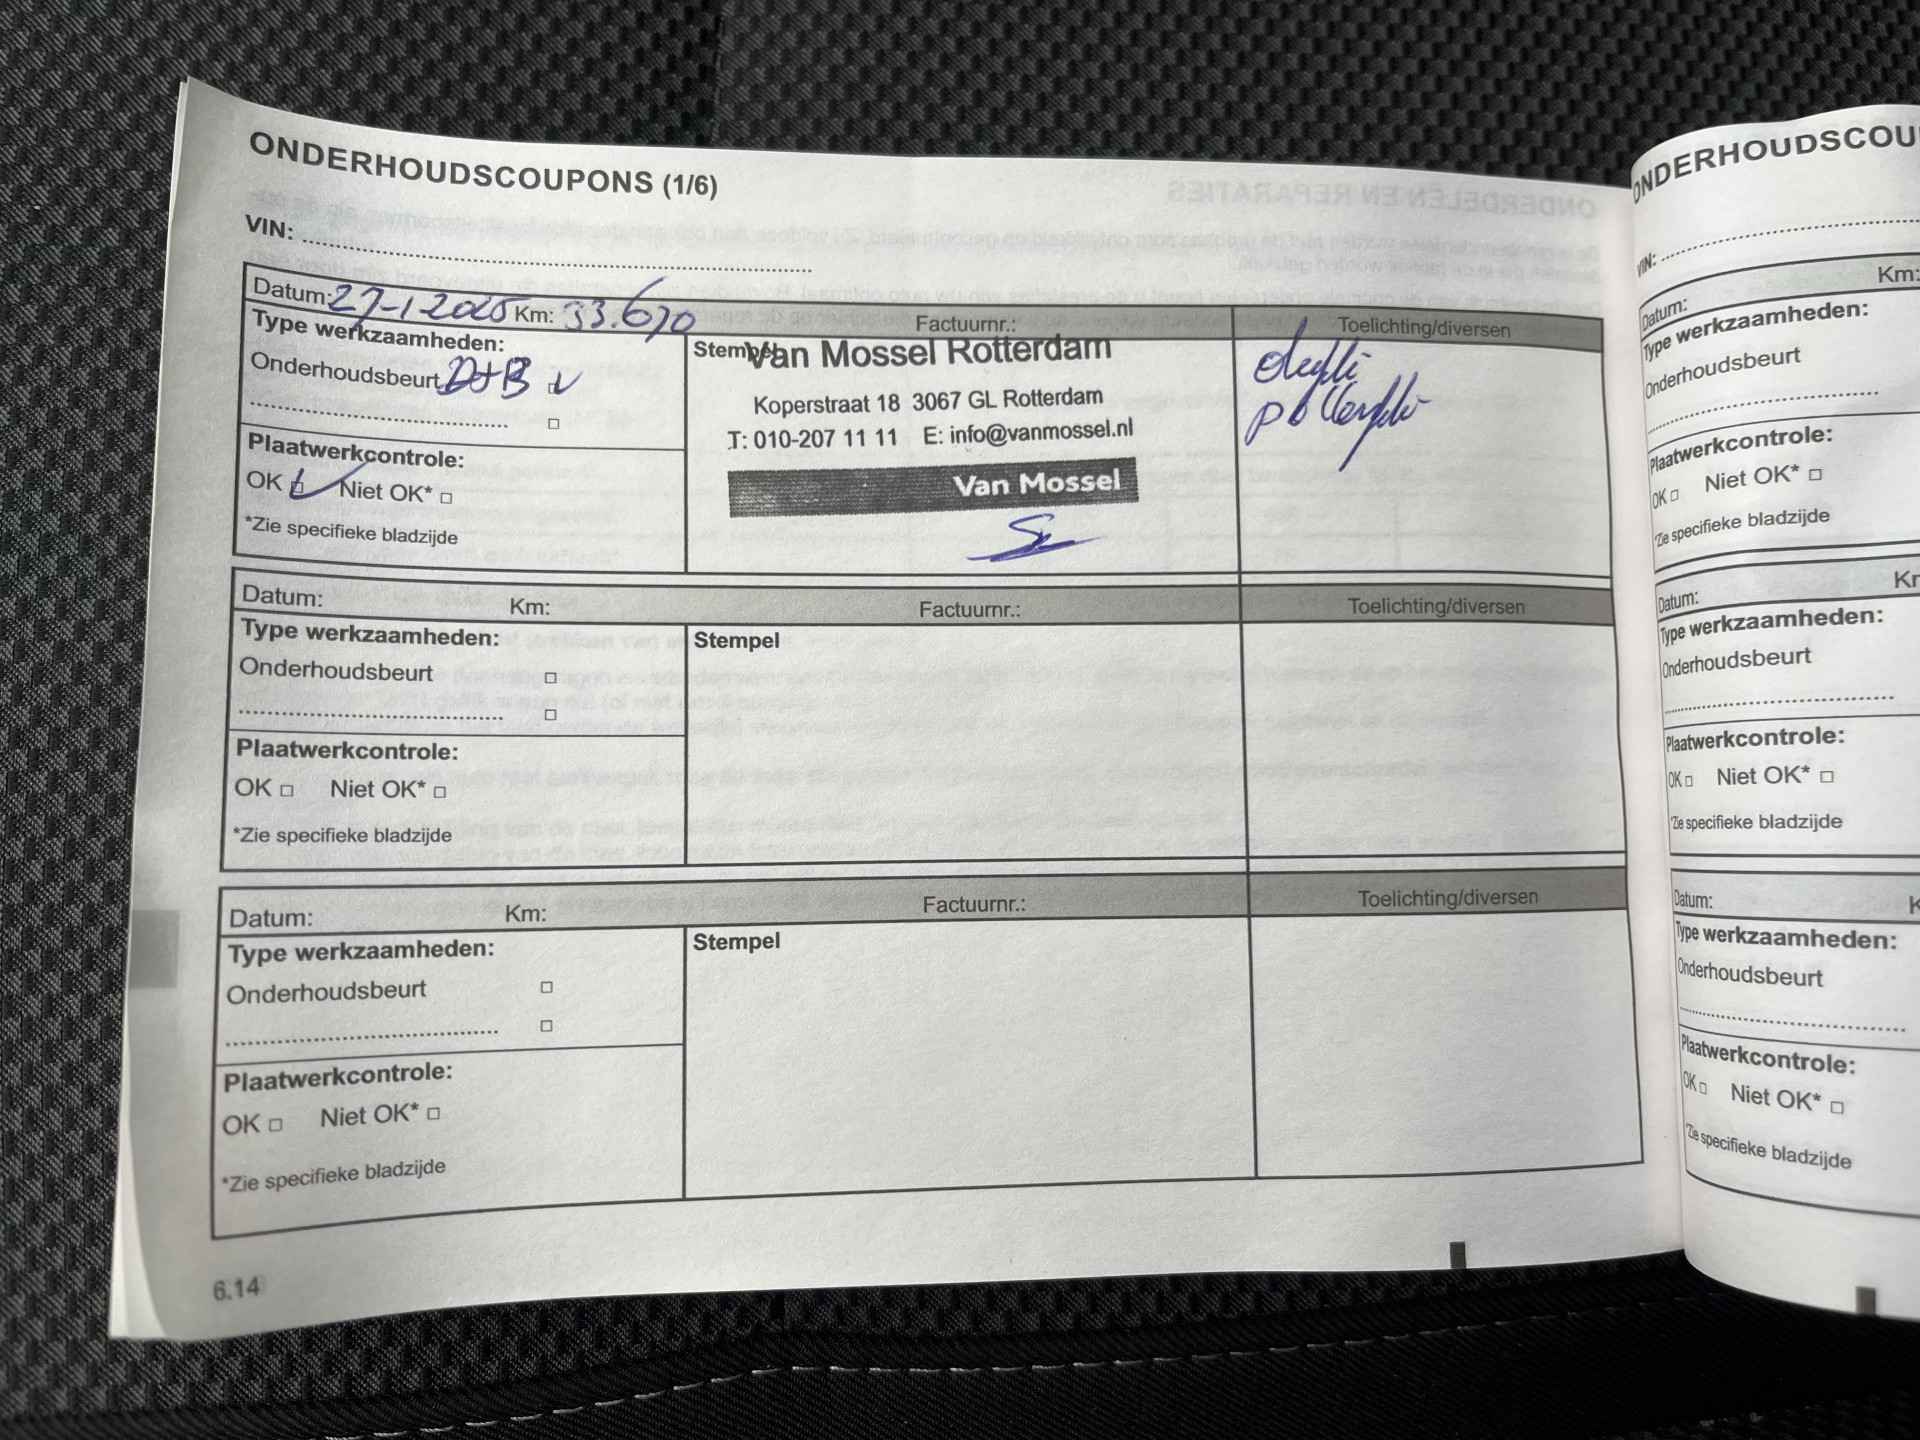 ONDERHOUDSCOUPONS (1/6)
VIN:
Datum: 27-1-2025 Km: 33.670 Factuurnr.: Toelichting/diversen
Type werkzaamheden:
Onderhoudsbeurt D+B
Stempel
Van Mossel Rotterdam
Koperstraat 18 3067 GL Rotterdam
T: 010-207 11 11 E: info@vanmossel.nl
Van Mossel
Plaatwerkcontrole:
OK Niet OK*
*Zie specifieke bladzijde
Datum: Km: Factuurnr.: Toelichting/diversen
Type werkzaamheden:
Stempel
Onderhoudsbeurt
Plaatwerkcontrole:
OK Niet OK*
*Zie specifieke bladzijde
Datum: Km: Factuurnr.: Toelichting/diversen
Type werkzaamheden:
Stempel
Onderhoudsbeurt
Plaatwerkcontrole:
OK Niet OK*
*Zie specifieke bladzijde
6.14
ONDERHOUDSCOU
VIN:
Datum: Km:
Type werkzaamheden:
Onderhoudsbeurt
Plaatwerkcontrole:
OK Niet OK*
*Zie specifieke bladzijde
Datum:
Type werkzaamheden:
Onderhoudsbeurt
Plaatwerkcontrole:
OK Niet OK*
*Zie specifieke bladzijde
Datum:
Type werkzaamheden:
Onderhoudsbeurt
Plaatwerkcontrole:
OK Niet OK*
*Zie specifieke bladzijde